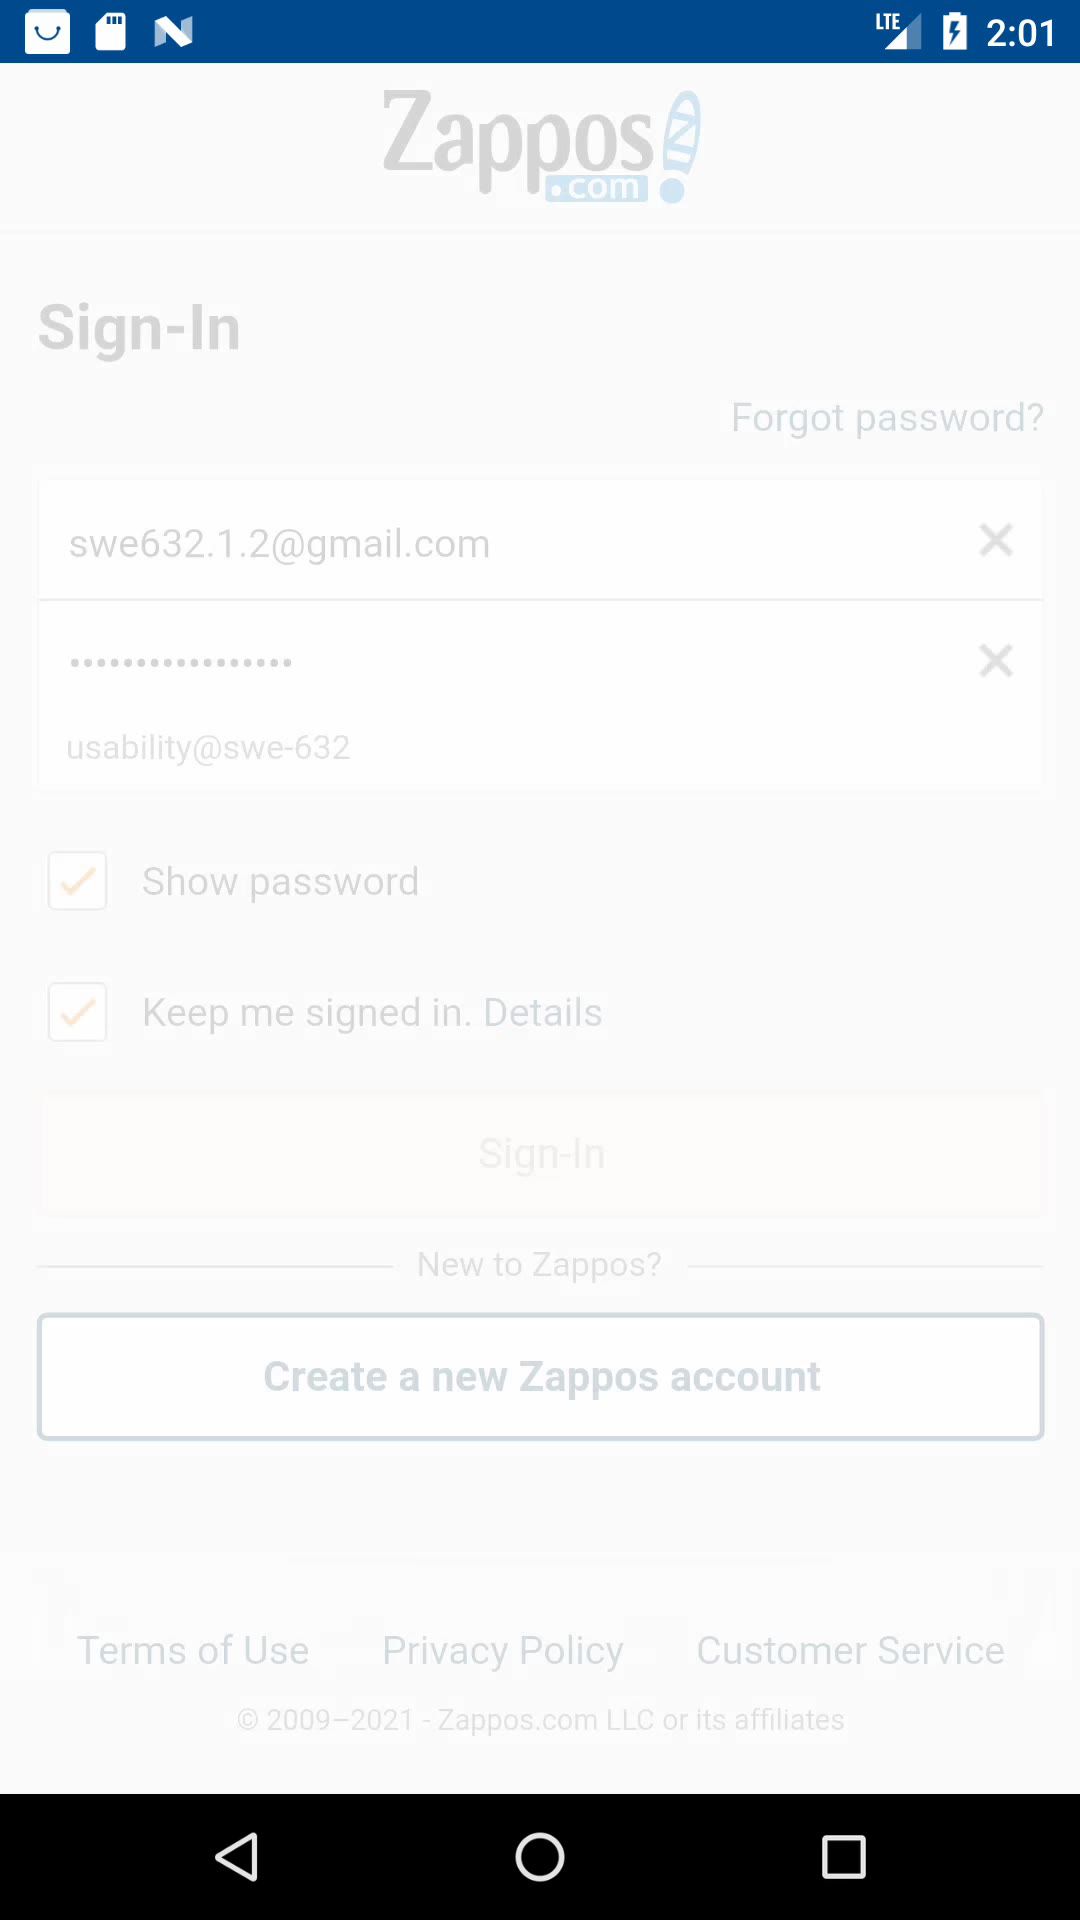 LTE 2:01
Zappos
.com
Sign-In
Forgot password?
swe632.1.2@gmail.com
•••••••••••••••••
usability@swe-632
Show password
Keep me signed in. Details
Sign-In
New to Zappos?
Create a new Zappos account
Terms of Use Privacy Policy Customer Service
© 2009–2021 - Zappos.com LLC or its affiliates